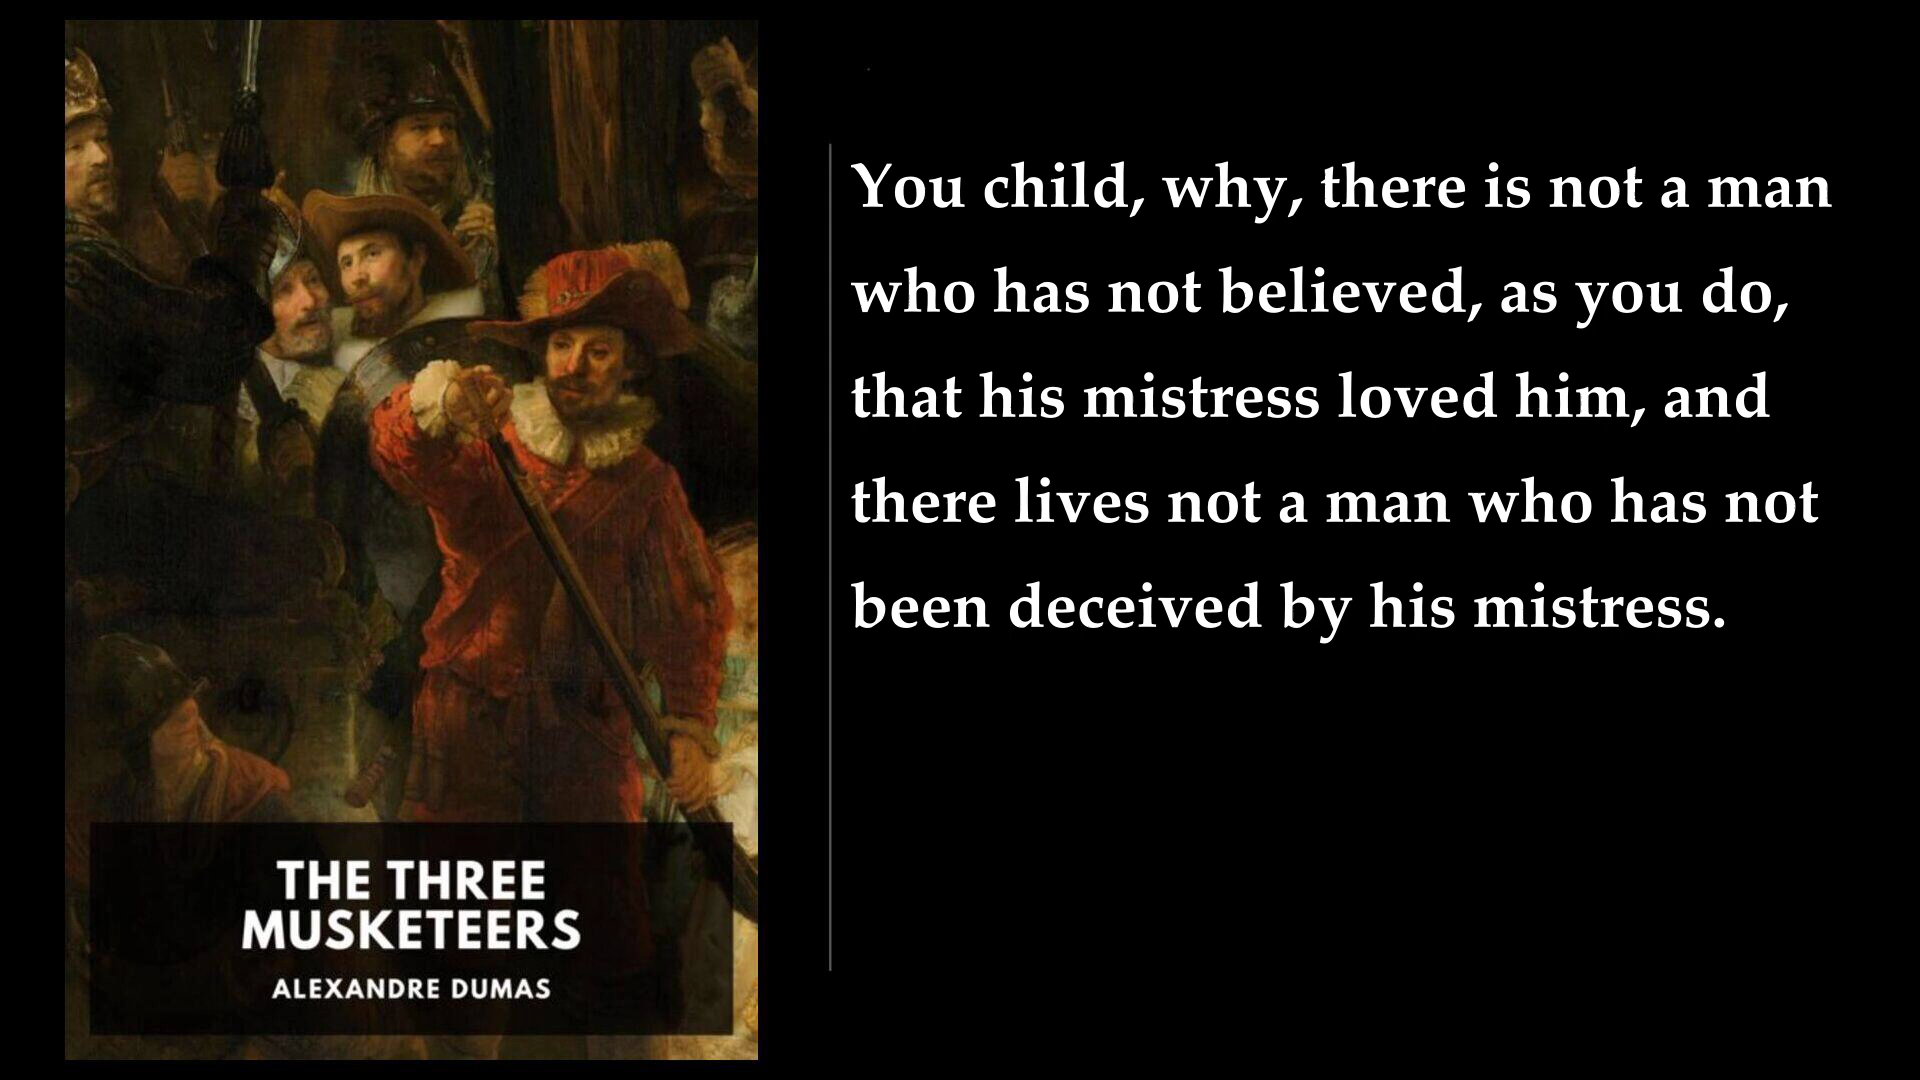 You child, why, there is not a man
who has not believed, as you do,
that his mistress loved him, and
there lives not a man who has not
been deceived by his mistress.
THE THREE
MUSKETEERS
ALEXANDRE DUMAS